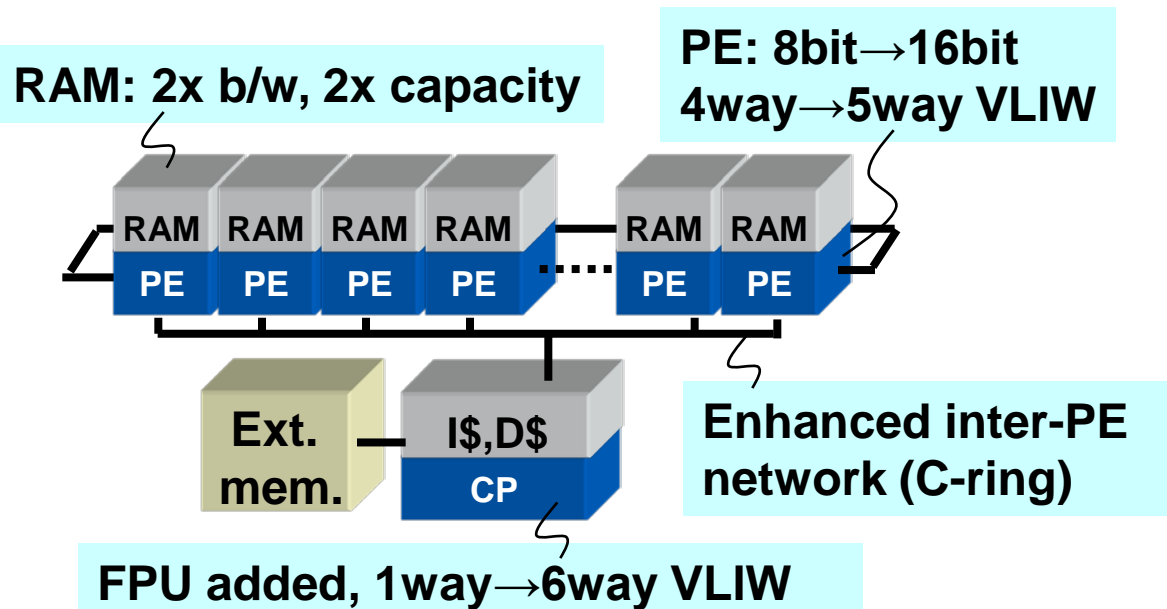 PE: 8bit→16bit
4way→5way VLIW
RAM: 2x b/w, 2x capacity
RAM RAM RAM RAM RAM RAM
PE PE PE PE PE PE
Ext.
mem.
I$,D$
CP
Enhanced inter-PE
network (C-ring)
FPU added, 1way→6way VLIW